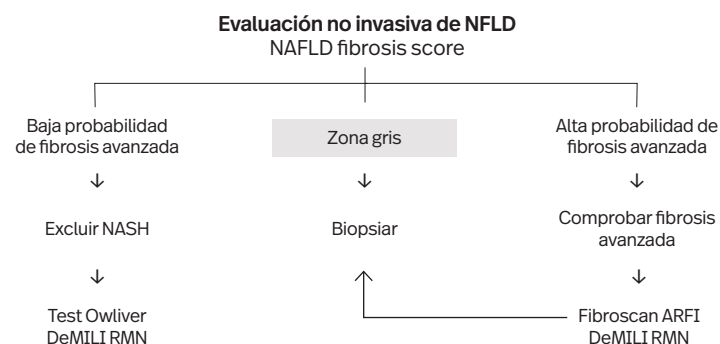 Evaluación no invasiva de NFLD
NAFLD fibrosis score
Baja probabilidad
de fibrosis avanzada
Zona gris
Alta probabilidad de
fibrosis avanzada
Excluir NASH
Biopsiar
Comprobar fibrosis
avanzada
Test Owliver
DeMILI RMN
Fibroscan ARFI
DeMILI RMN